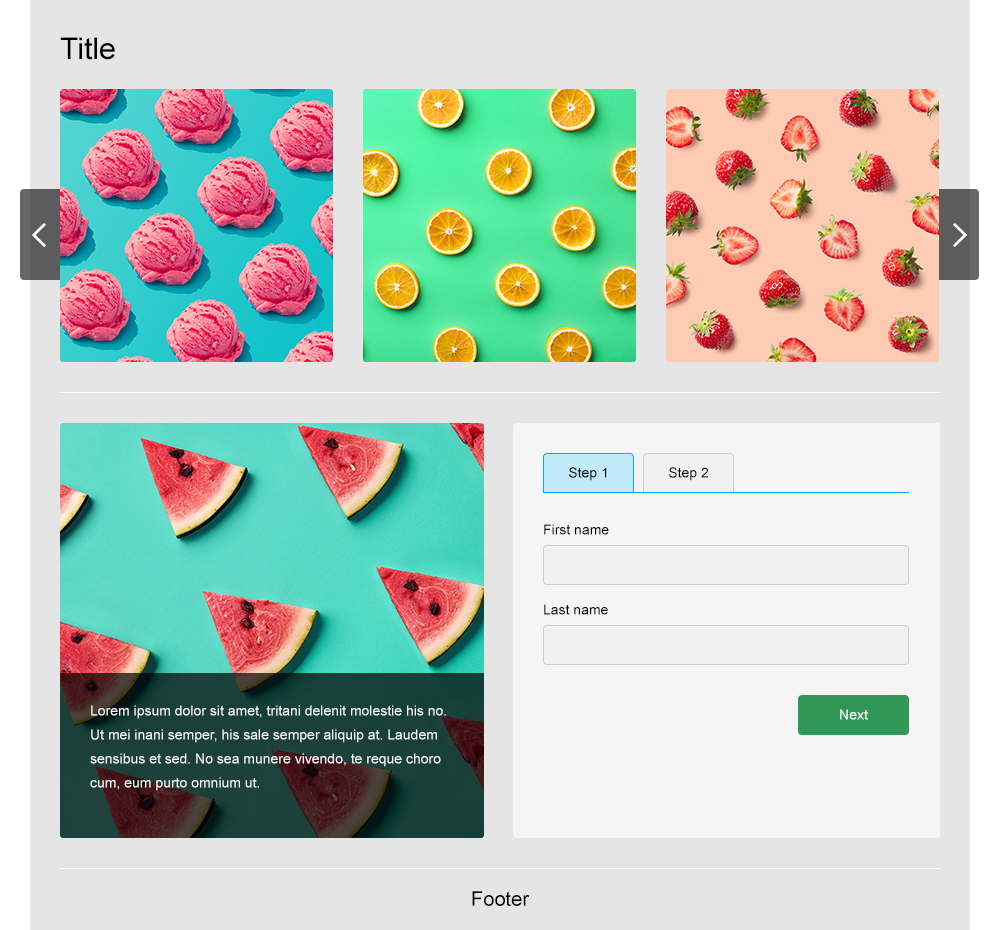 Title
Lorem ipsum dolor sit amet, tritani delenit molestie his no.
Ut mei inani semper, his sale semper aliquip at. Laudem
sensibus et sed. No sea munere vivendo, te reque choro
cum, eum purto omnium ut.
Step 1 Step 2
First name
Last name
Next
Footer